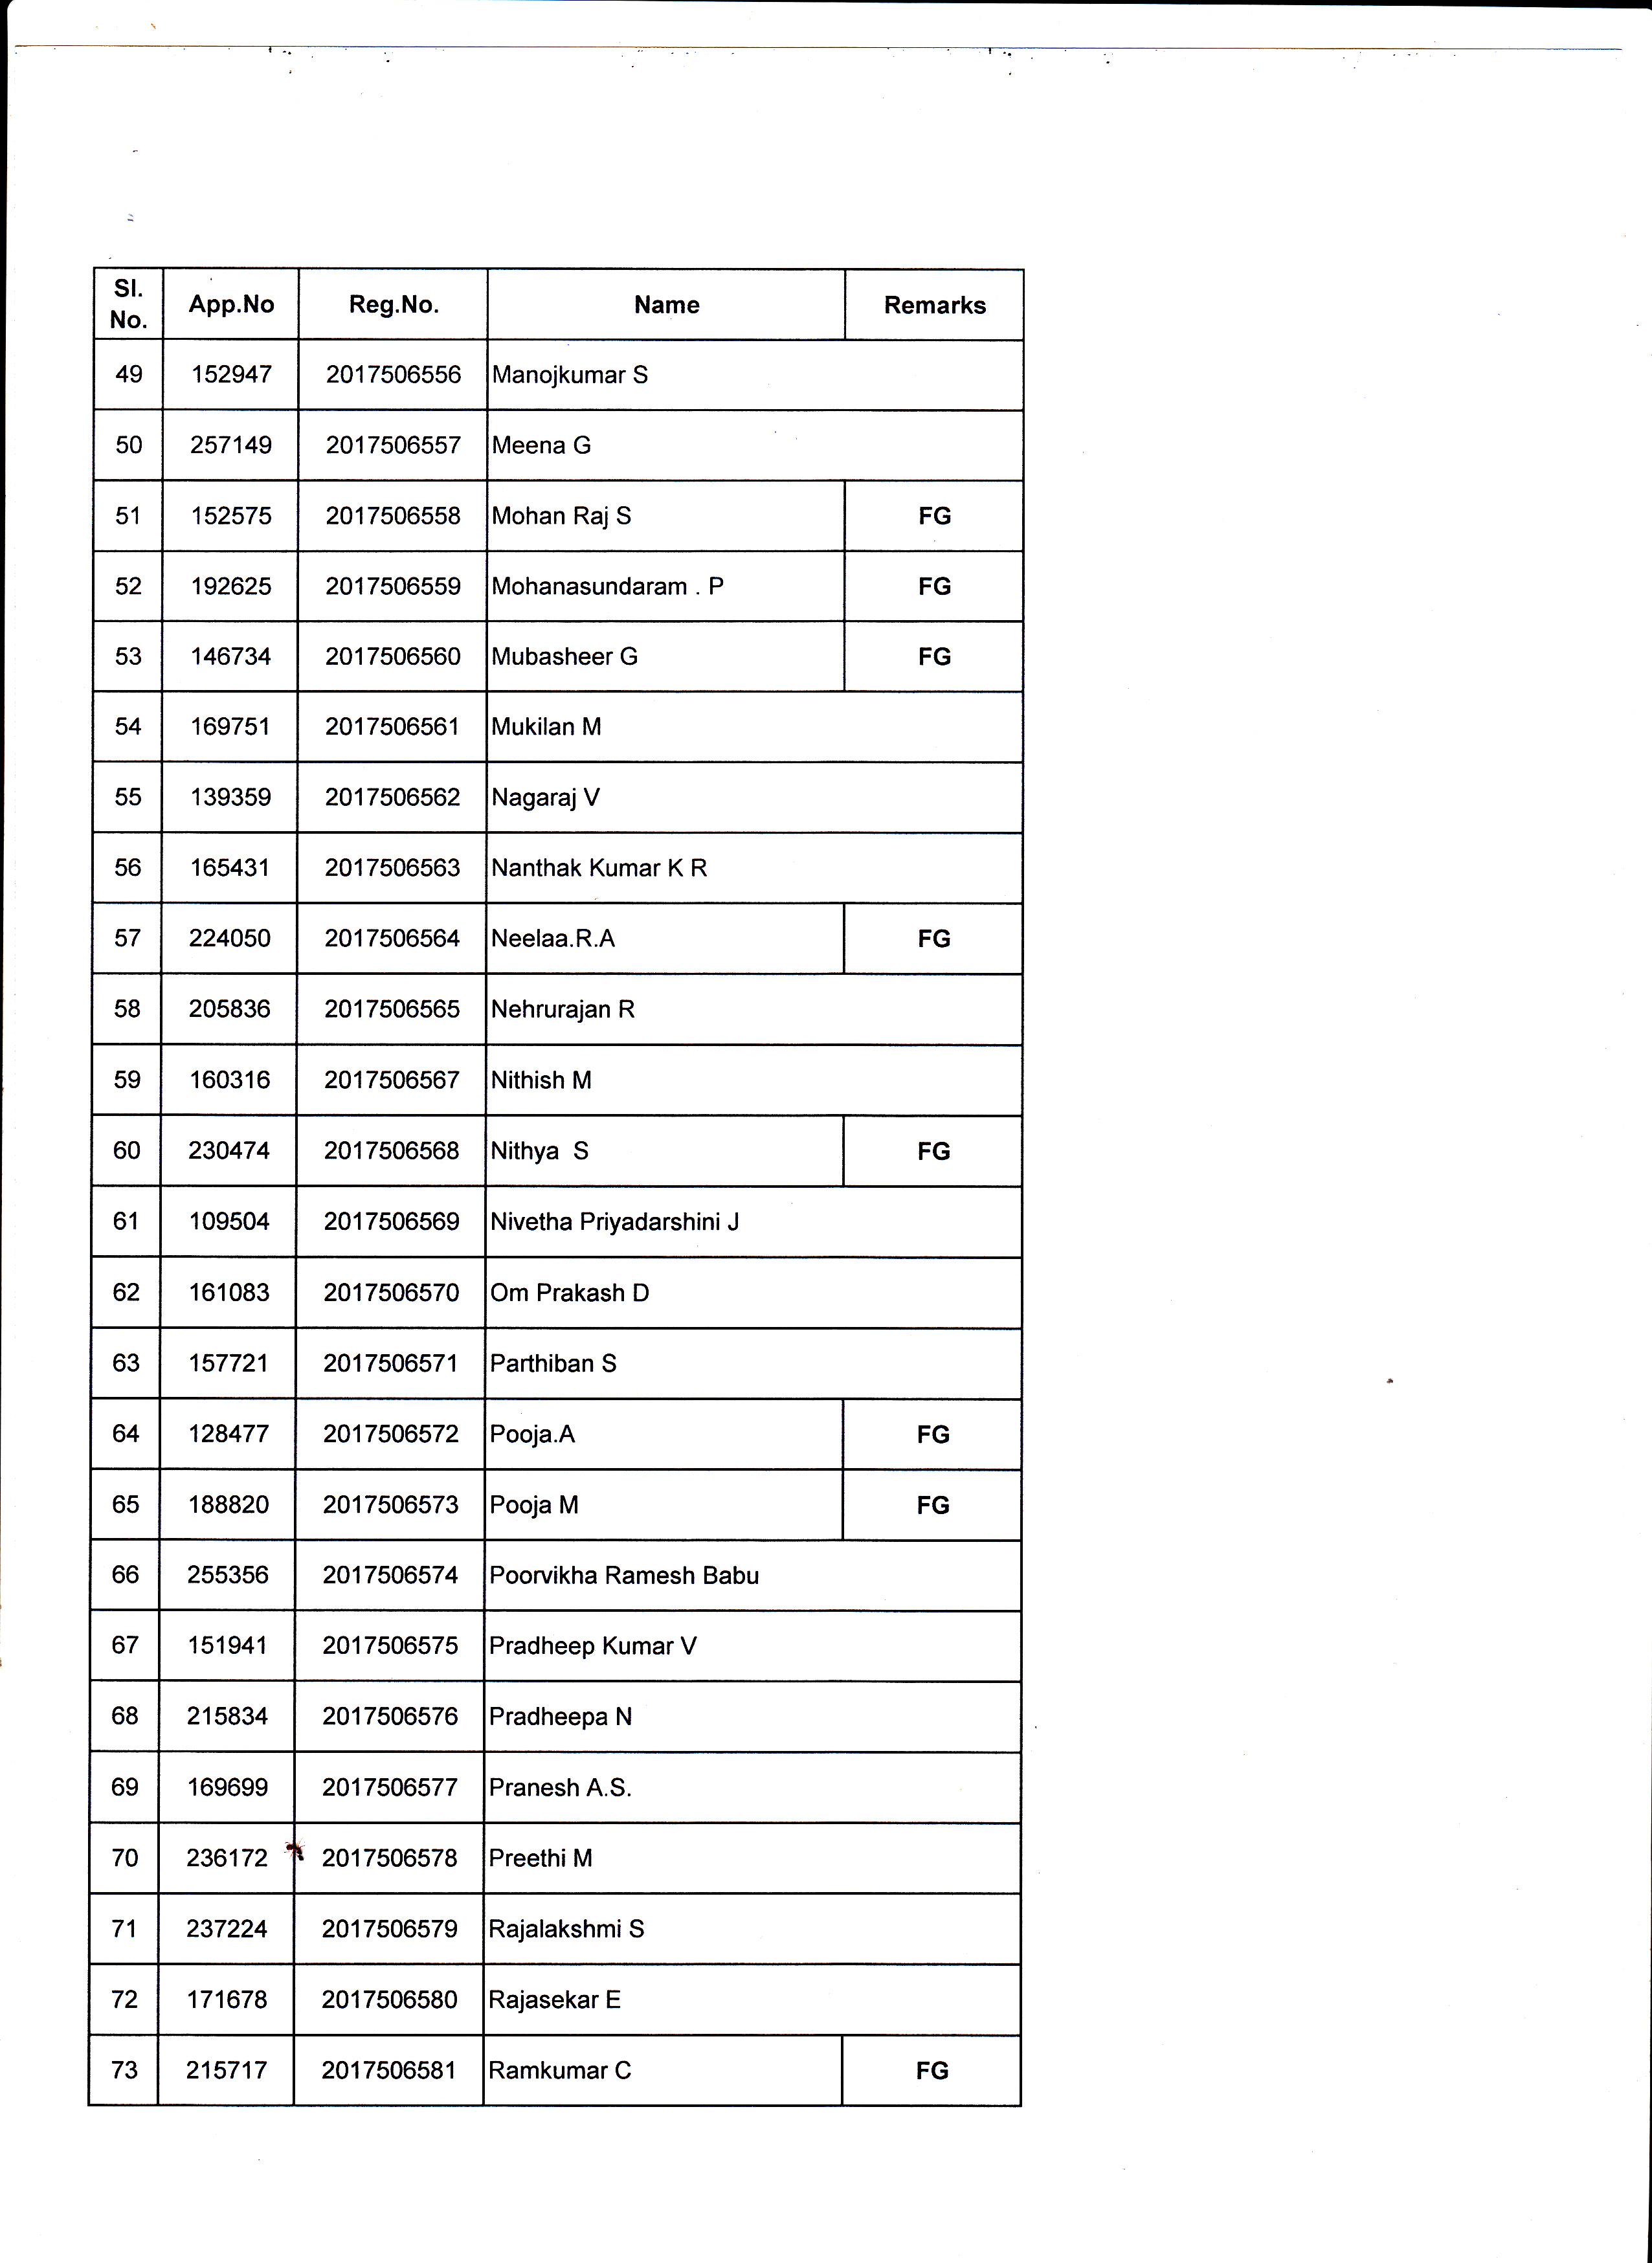 Sl. No. App.No Reg.No. Name Remarks
49 152947 2017506556 Manojkumar S
50 257149 2017506557 Meena G
51 152575 2017506558 Mohan Raj S FG
52 192625 2017506559 Mohanasundaram . P FG
53 146734 2017506560 Mubasheer G FG
54 169751 2017506561 Mukilan M
55 139359 2017506562 Nagaraj V
56 165431 2017506563 Nanthak Kumar K R
57 224050 2017506564 Neelaa.R.A FG
58 205836 2017506565 Nehrurajan R
59 160316 2017506567 Nithish M
60 230474 2017506568 Nithya  S FG
61 109504 2017506569 Nivetha Priyadarshini J
62 161083 2017506570 Om Prakash D
63 157721 2017506571 Parthiban S
64 128477 2017506572 Pooja.A FG
65 188820 2017506573 Pooja M FG
66 255356 2017506574 Poorvikha Ramesh Babu
67 151941 2017506575 Pradheep Kumar V
68 215834 2017506576 Pradheepa N
69 169699 2017506577 Pranesh A.S.
70 236172 2017506578 Preethi M
71 237224 2017506579 Rajalakshmi S
72 171678 2017506580 Rajasekar E
73 215717 2017506581 Ramkumar C FG